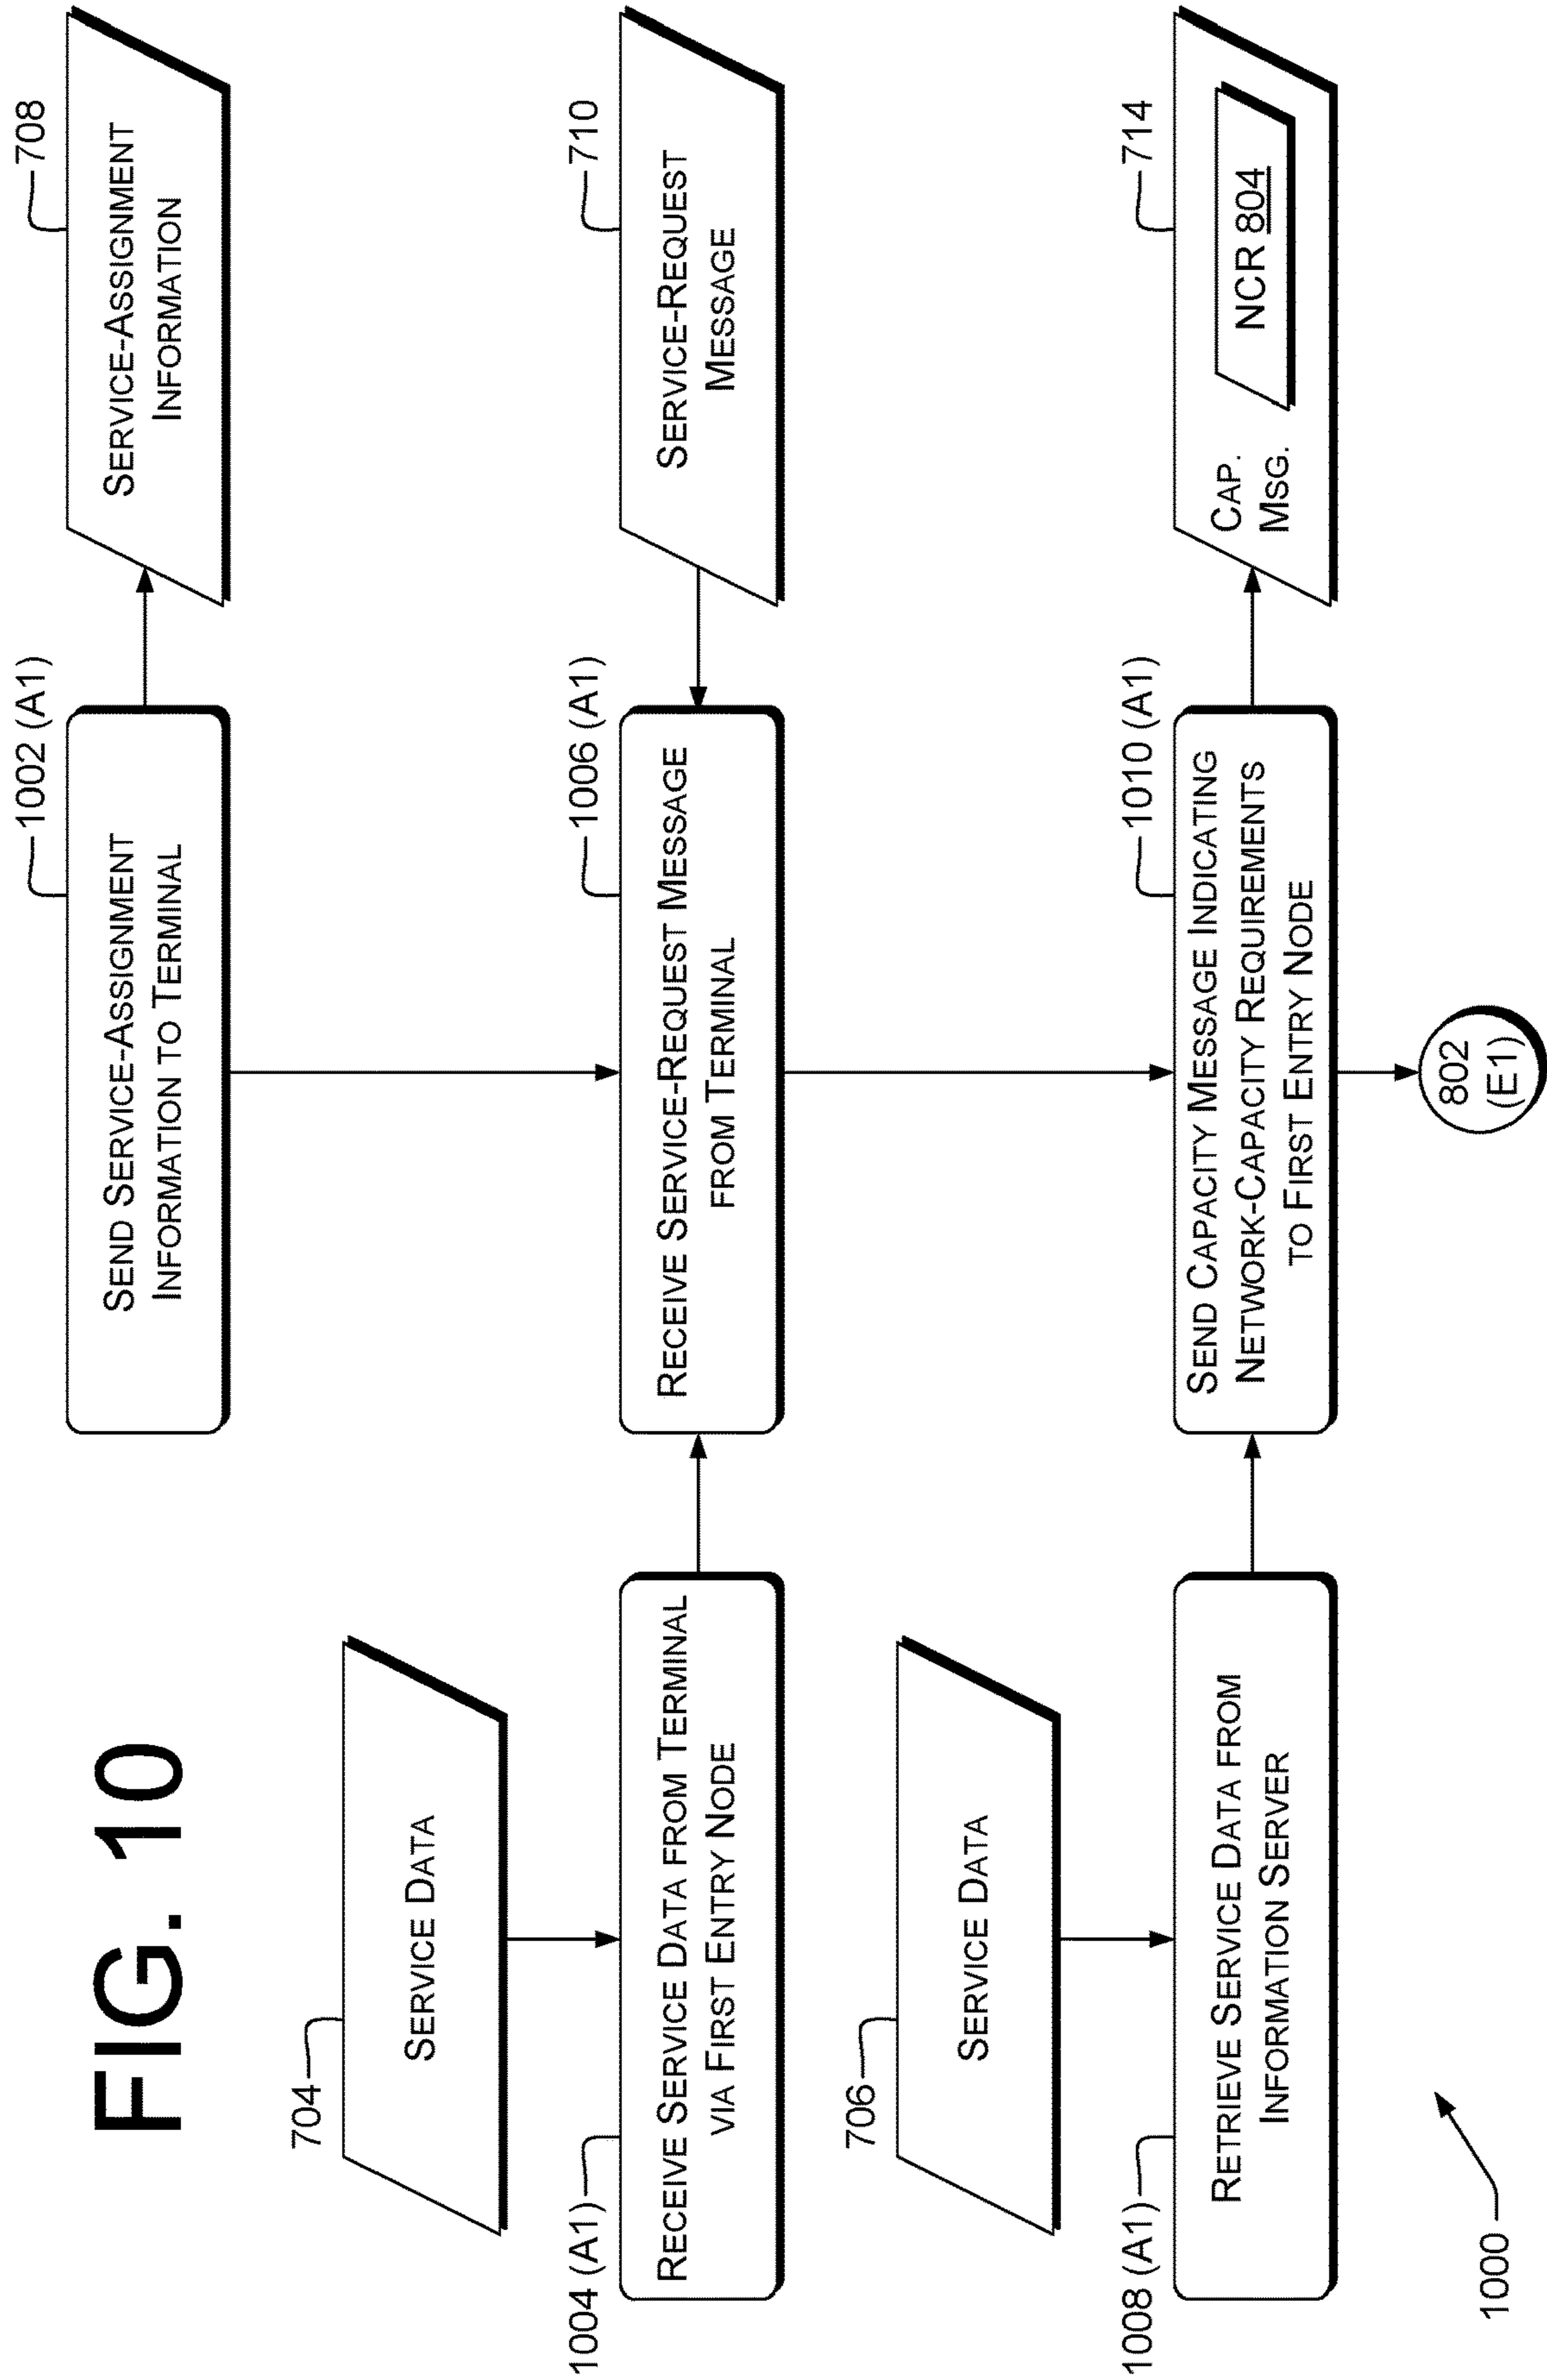 FIG. 10
1002 (A1)
708
SEND SERVICE-ASSIGNMENT
INFORMATION TO TERMINAL
SERVICE-ASSIGNMENT
INFORMATION
704
SERVICE DATA
1004 (A1)
1006 (A1)
710
RECEIVE SERVICE DATA FROM TERMINAL
VIA FIRST ENTRY NODE
RECEIVE SERVICE-REQUEST MESSAGE
FROM TERMINAL
SERVICE-REQUEST
MESSAGE
706
SERVICE DATA
1008 (A1)
1010 (A1)
714
RETRIEVE SERVICE DATA FROM
INFORMATION SERVER
SEND CAPACITY MESSAGE INDICATING
NETWORK-CAPACITY REQUIREMENTS
TO FIRST ENTRY NODE
CAP.
MSG.
NCR 804
802
(E1)
1000